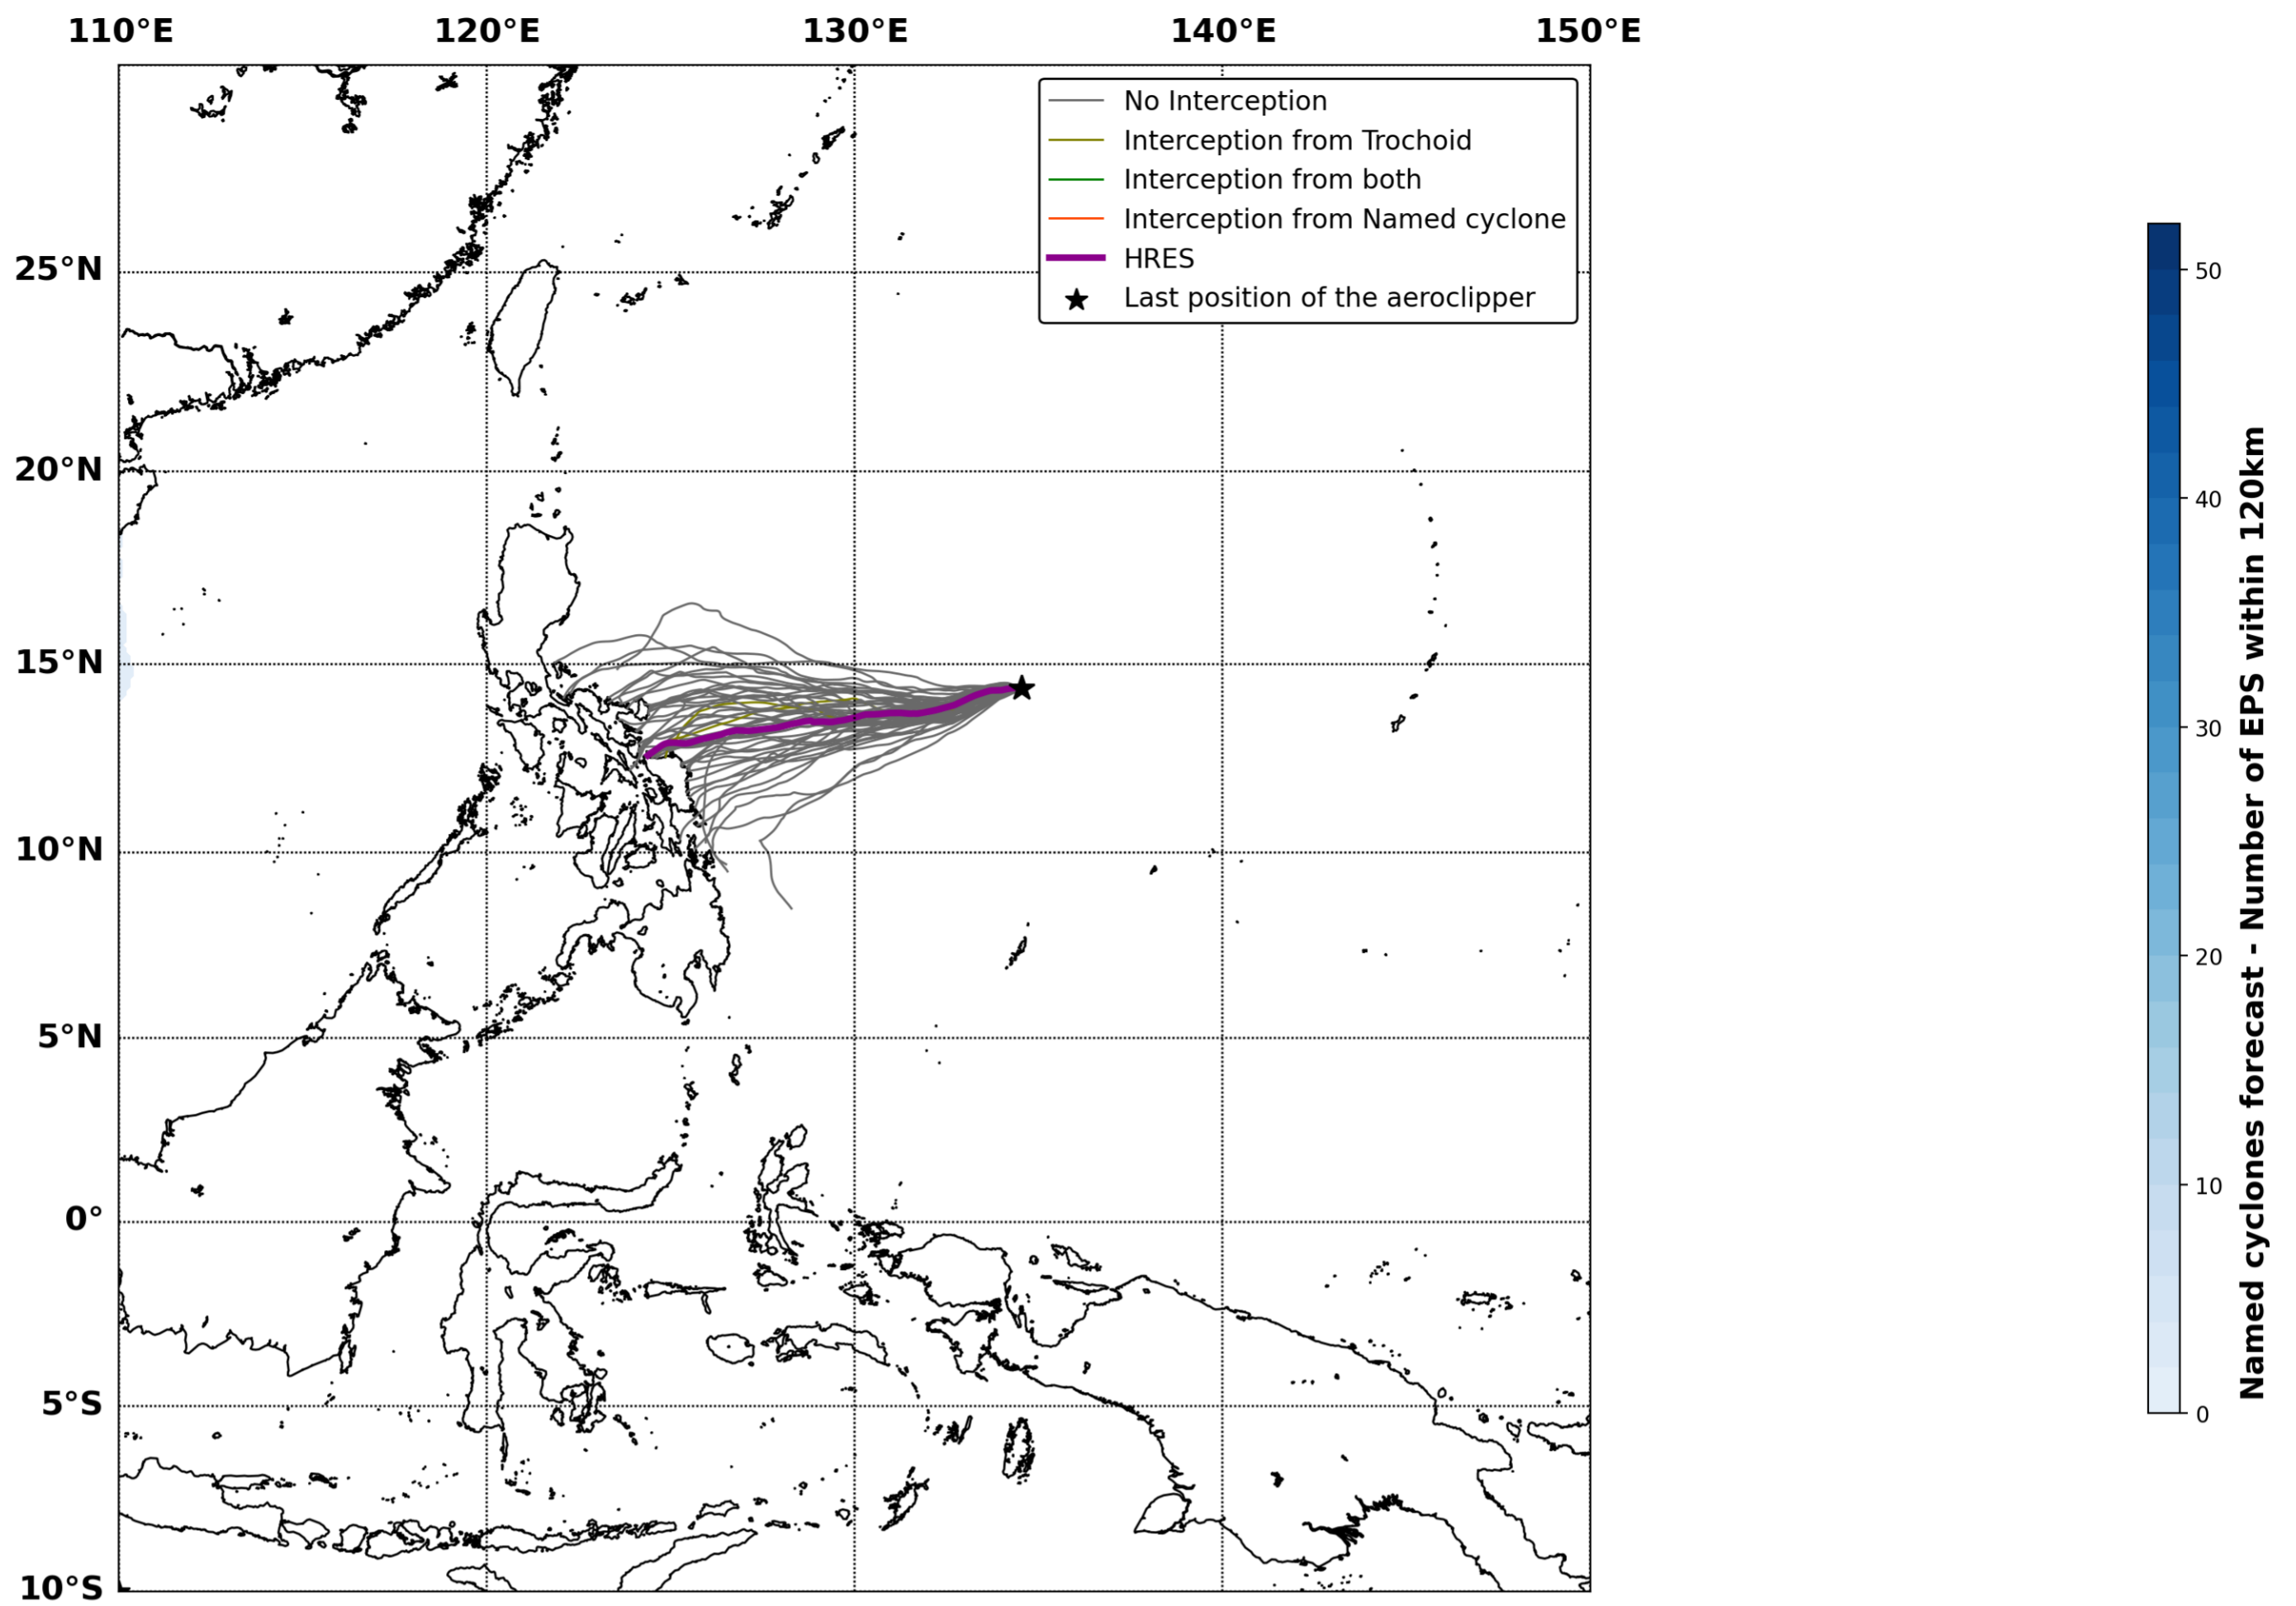 110°E 120°E 130°E 140°E 150°E
No Interception
Interception from Trochoid
Interception from both
Interception from Named cyclone
HRES
Last position of the aeroclipper
25°N
20°N
15°N
10°N
5°N
0°
5°S
10°S
50
40
30
20
10
0
Named cyclones forecast - Number of EPS within 120km